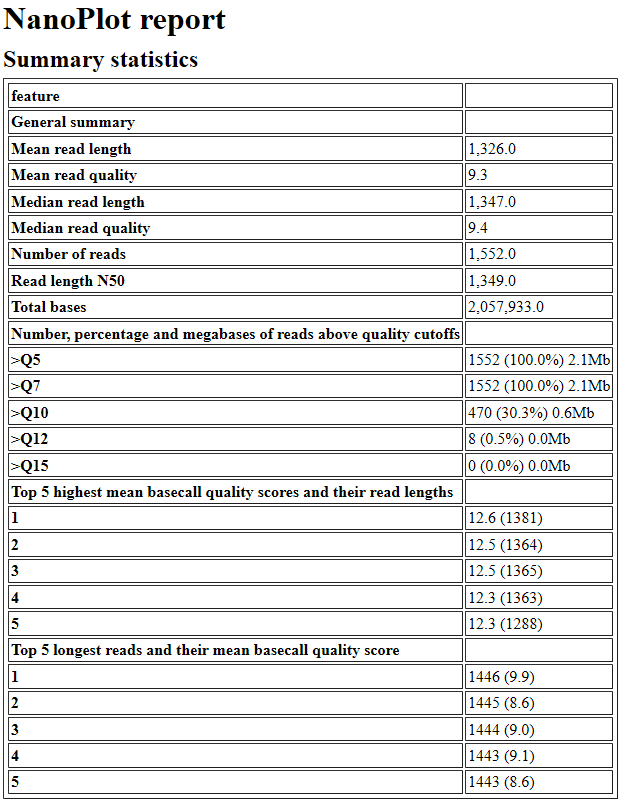 NanoPlot report
Summary statistics
feature
General summary
Mean read length 1,326.0
Mean read quality 9.3
Median read length 1,347.0
Median read quality 9.4
Number of reads 1,552.0
Read length N50 1,349.0
Total bases 2,057,933.0
Number, percentage and megabases of reads above quality cutoffs
>Q5 1552 (100.0%) 2.1Mb
>Q7 1552 (100.0%) 2.1Mb
>Q10 470 (30.3%) 0.6Mb
>Q12 8 (0.5%) 0.0Mb
>Q15 0 (0.0%) 0.0Mb
Top 5 highest mean basecall quality scores and their read lengths
1 12.6 (1381)
2 12.5 (1364)
3 12.5 (1365)
4 12.3 (1363)
5 12.3 (1288)
Top 5 longest reads and their mean basecall quality score
1 1446 (9.9)
2 1445 (8.6)
3 1444 (9.0)
4 1443 (9.1)
5 1443 (8.6)